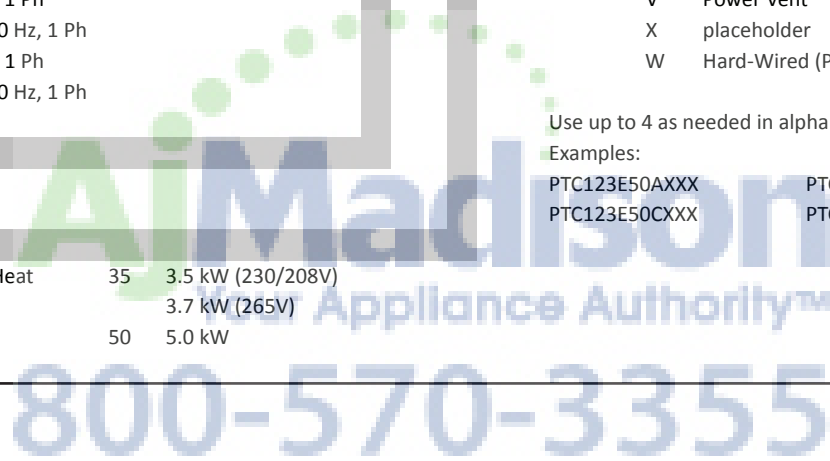 1 Ph
0 Hz, 1 Ph
1 Ph
0 Hz, 1 Ph
V Power Vent
X placeholder
W Hard-Wired (P
Use up to 4 as needed in alpha
Examples:
PTC123E50AXXX PT
PTC123E50CXXX PT
Heat 35 3.5 kW (230/208V)
3.7 kW (265V)
50 5.0 kW
AjMadison
Your Appliance Authority™
800-570-3355